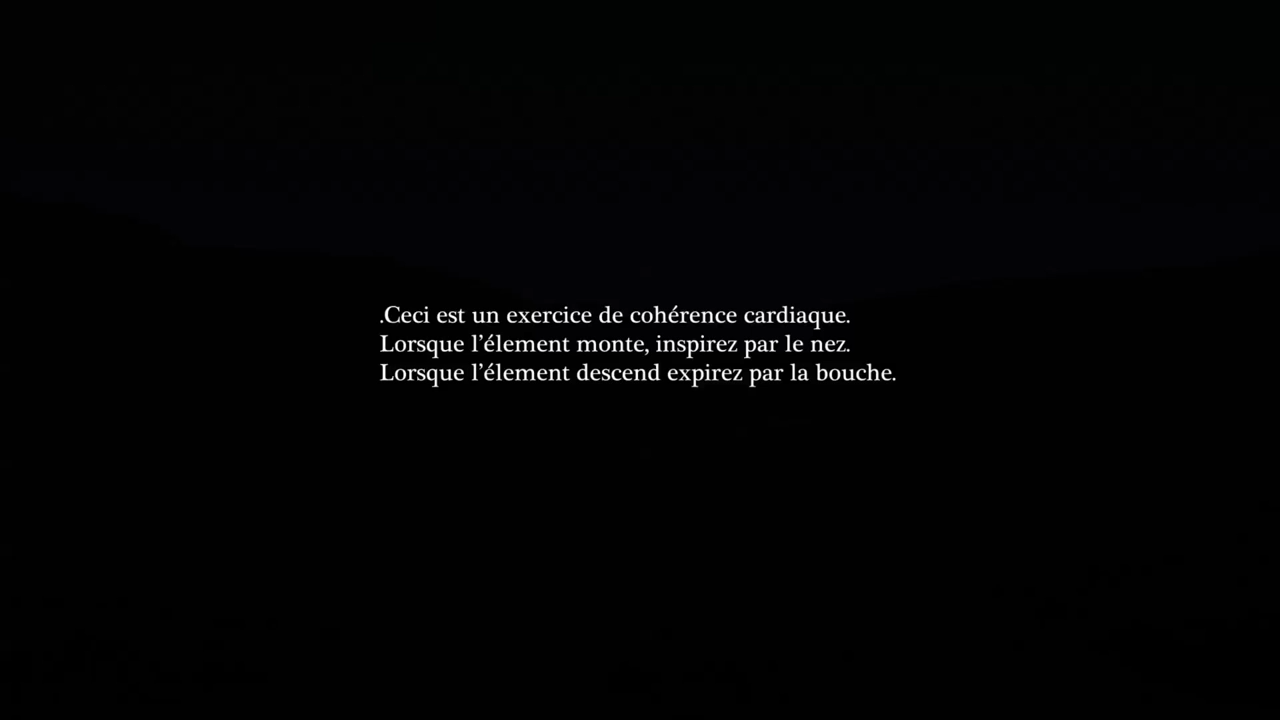 .Ceci est un exercice de cohérence cardiaque.
Lorsque l’élement monte, inspirez par le nez.
Lorsque l’élement descend expirez par la bouche.